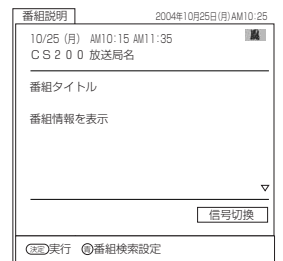 番組説明 2004年10月25日(月)AM10:25
10/25 (月) AM10:15 AM11:35
CS200 放送局名
番組タイトル
番組情報を表示
▽
信号切換
決定実行 青番組検索設定